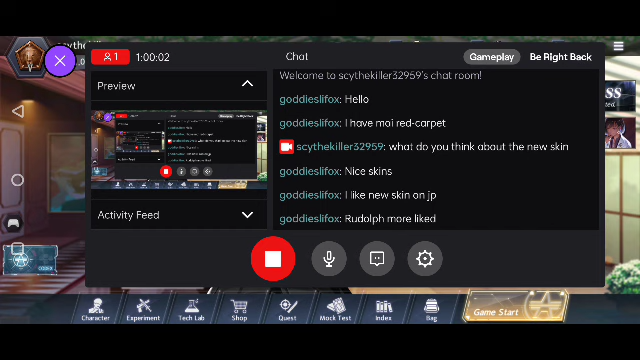 scythekill
1
1:00:02
Chat
Gameplay
Be Right Back
Preview
Welcome to scythekiller32959's chat room!
goddieslifox: Hello
goddieslifox: I have moi red-carpet
scythekiller32959: what do you think about the new skin
goddieslifox: Nice skins
goddieslifox: I like new skin on jp
goddieslifox: Rudolph more liked
Activity Feed
Character
Experiment
Tech Lab
Shop
Quest
Mock Test
Index
Bag
Game Start